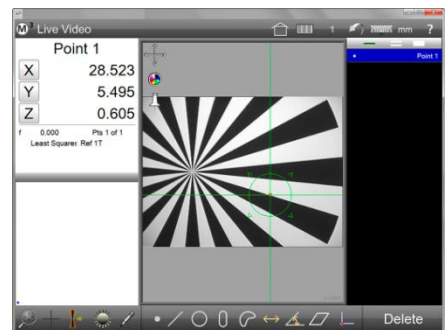 M3 Live Video
1 mm ?
Point 1
X 28.523
Y 5.495
Z 0.605
f 0.000 Pts 1 of 1
Least Squares Ref 1T
Point 1
Delete